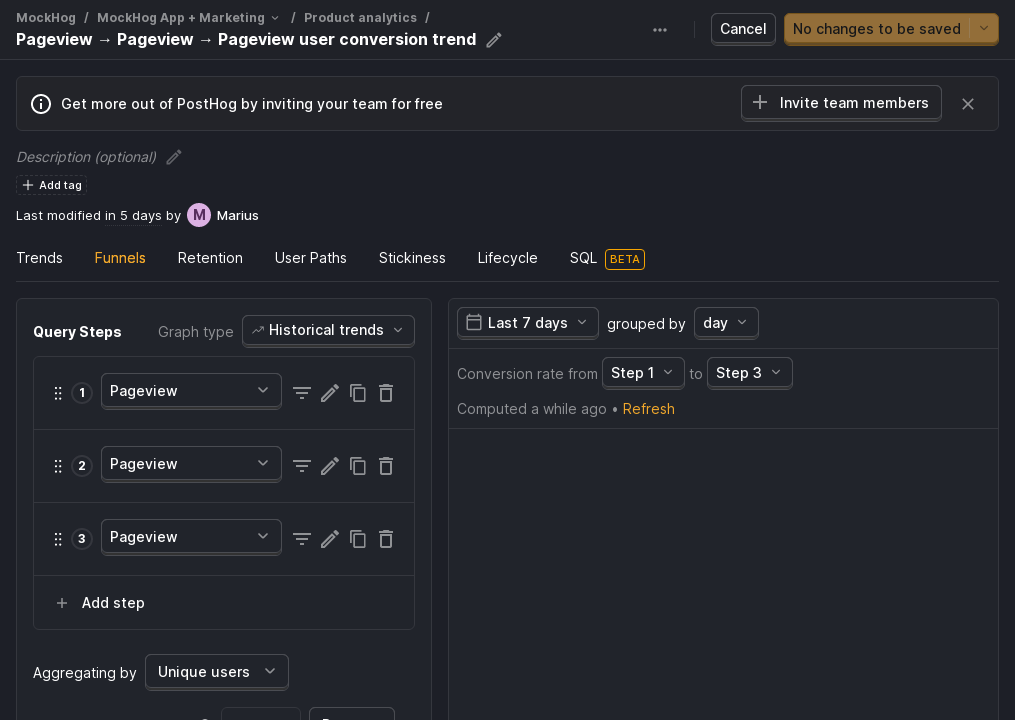 MockHog / MockHog App + Marketing / Product analytics /
Pageview → Pageview → Pageview user conversion trend
Cancel
No changes to be saved
Get more out of PostHog by inviting your team for free
Invite team members
Description (optional)
Add tag
Last modified in 5 days by M Marius
Trends Funnels Retention User Paths Stickiness Lifecycle SQL BETA
Query Steps
Graph type Historical trends
1 Pageview
2 Pageview
3 Pageview
Add step
Aggregating by Unique users
Last 7 days grouped by day
Conversion rate from Step 1 to Step 3
Computed a while ago • Refresh